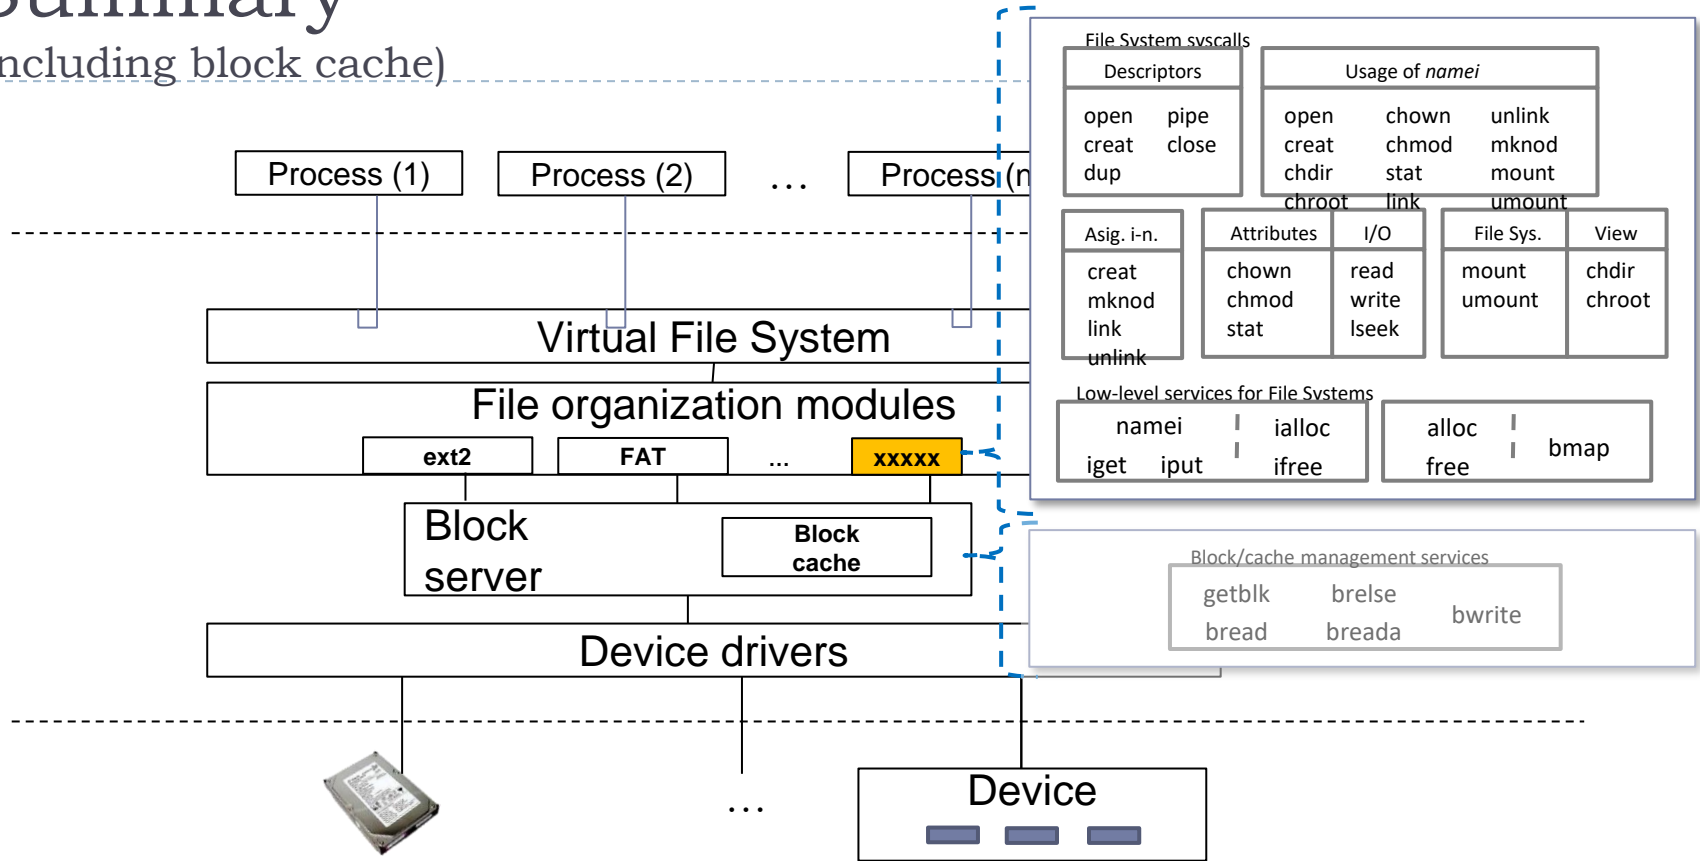 Summary
ncluding block cache)
Process (1)
Process (2)
...
Process (n
Virtual File System
File organization modules
ext2
FAT
...
xxxxx
Block
server
Block
cache
Device drivers
...
Device
File System syscalls
Descriptors
open pipe
creat close
dup
Usage of namei
open chown unlink
creat chmod mknod
chdir stat mount
chroot link umount
Asig. i-n.
creat
mknod
link
unlink
Attributes I/O
chown read
chmod write
stat lseek
File Sys. View
mount chdir
umount chroot
Low-level services for File Systems
namei ialloc
iget iput ifree
alloc
free
bmap
Block/cache management services
getblk brelse
bwrite
bread breada